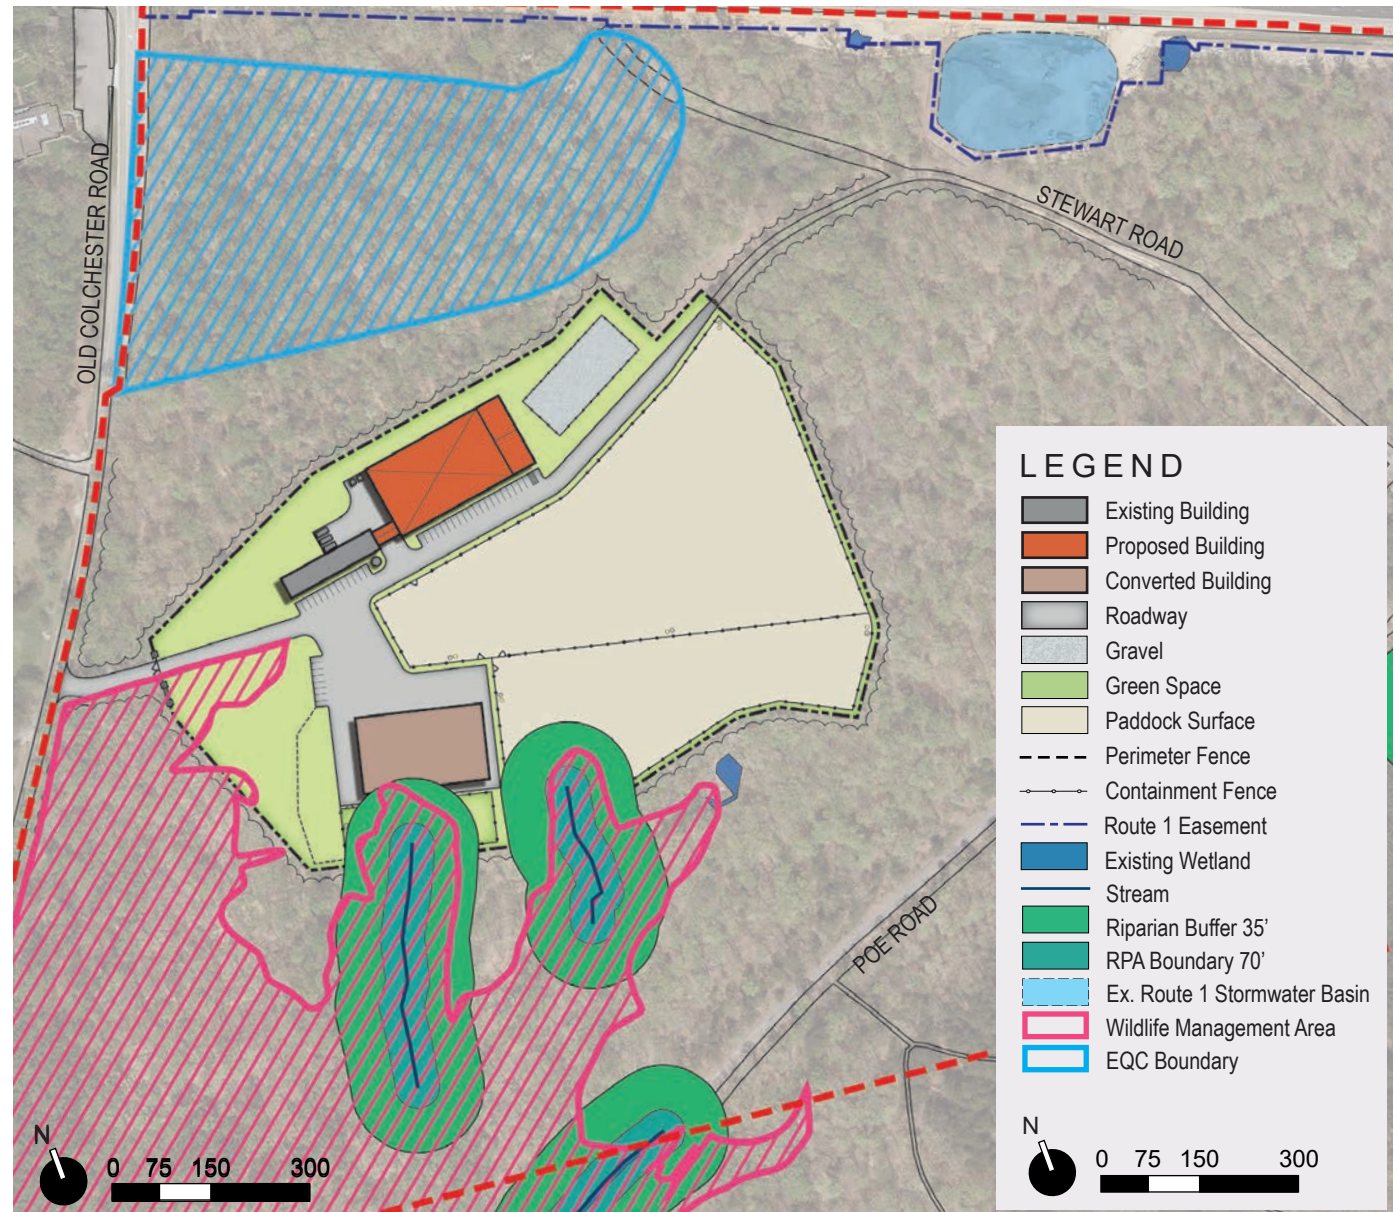 OLD COLCHESTER ROAD
STEWART ROAD
POE ROAD
LEGEND
Existing Building
Proposed Building
Converted Building
Roadway
Gravel
Green Space
Paddock Surface
Perimeter Fence
Containment Fence
Route 1 Easement
Existing Wetland
Stream
Riparian Buffer 35'
RPA Boundary 70'
Ex. Route 1 Stormwater Basin
Wildlife Management Area
EQC Boundary
N
0 75 150 300
N
0 75 150 300